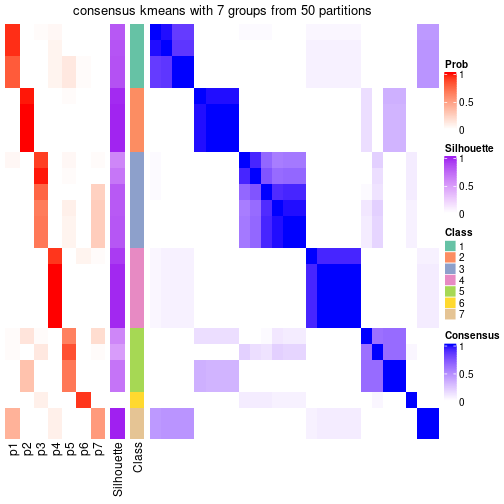 consensus kmeans with 7 groups from 50 partitions
Prob
1
0.5
0
Silhouette
1
0.5
0
Class
1
2
3
4
5
6
7
Consensus
1
0.5
0
p1
p2
p3
p4
p5
p6
p7
Silhouette
Class